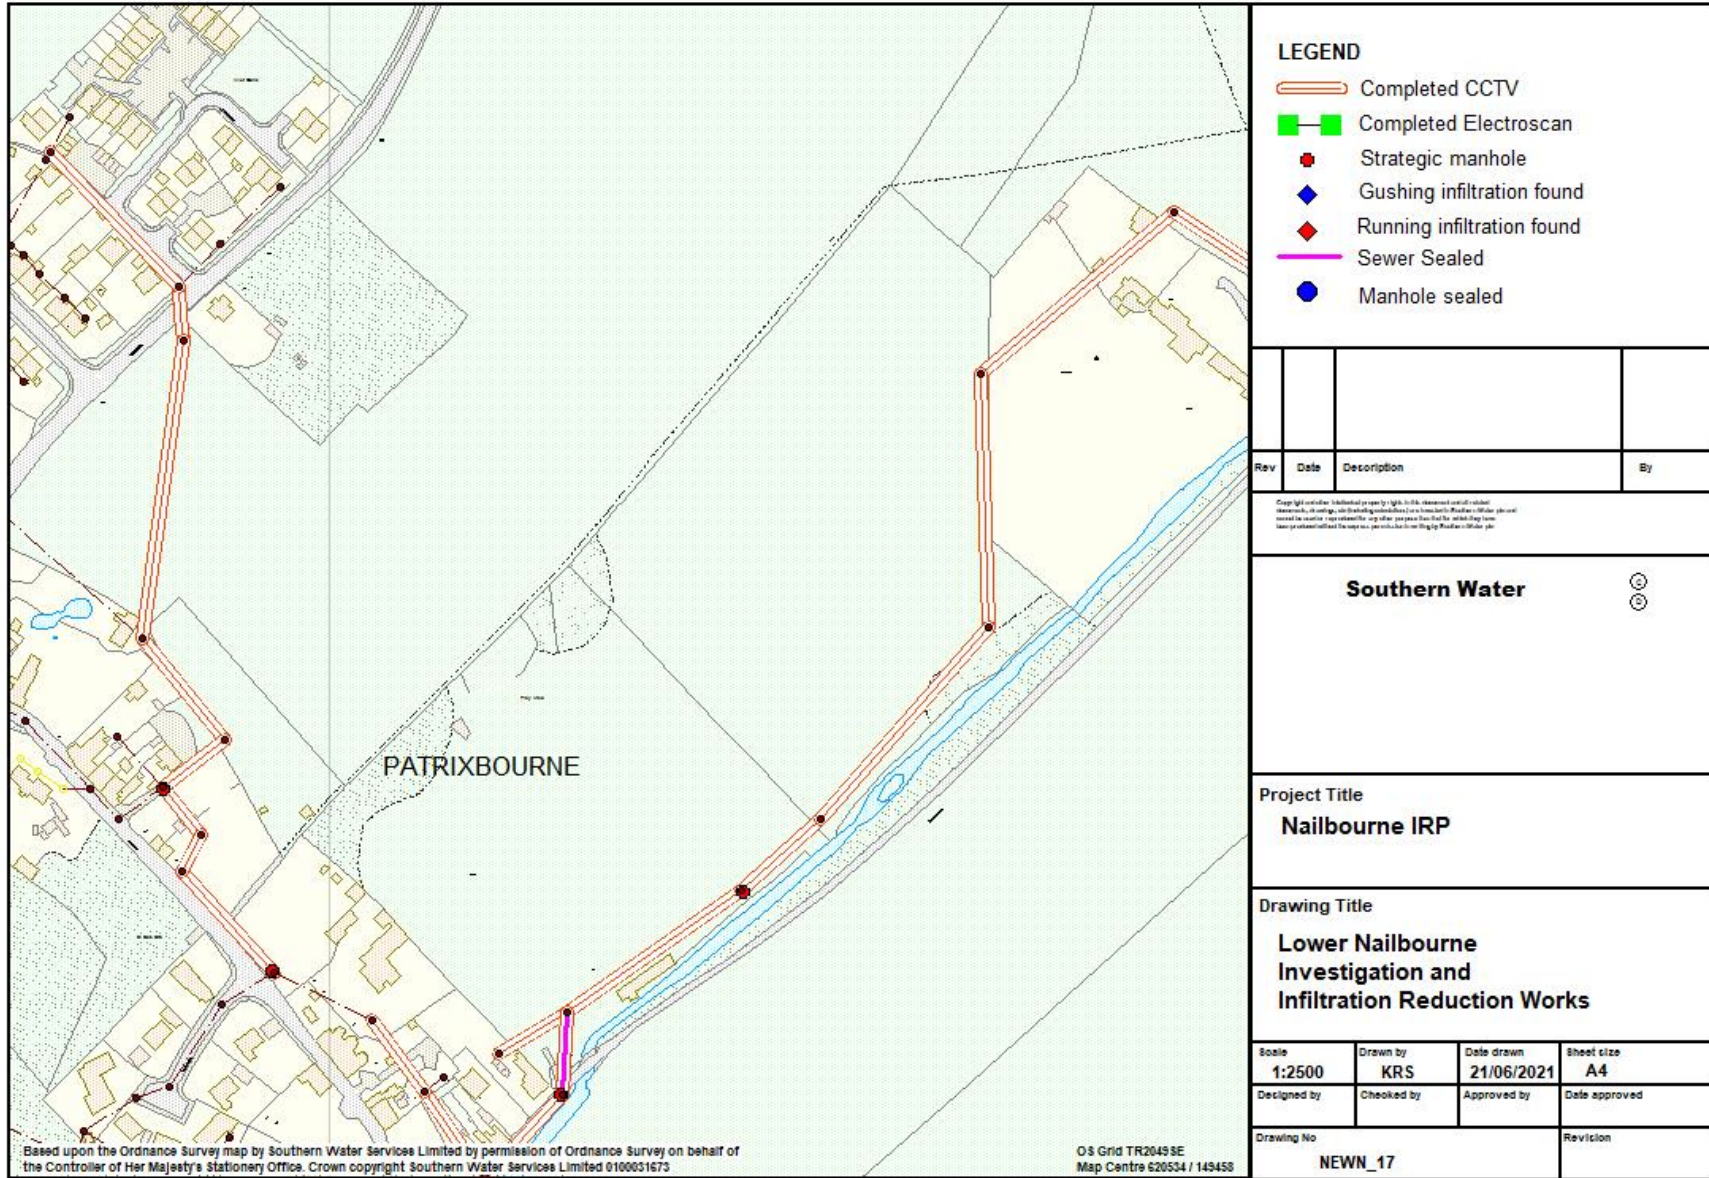 PATRIXBOURNE
Based upon the Ordnance Survey map by Southern Water Services Limited by permission of Ordnance Survey on behalf of
the Controller of Her Majesty's Stationery Office. Crown copyright Southern Water Services Limited 0100031673
OS Grid TR2049SE
Map Centre 620534 / 149458
LEGEND
Completed CCTV
Completed Electroscan
Strategic manhole
Gushing infiltration found
Running infiltration found
Sewer Sealed
Manhole sealed
Rev Date Description By
Southern Water
Project Title
Nailbourne IRP
Drawing Title
Lower Nailbourne
Investigation and
Infiltration Reduction Works
Scale Drawn by Date drawn Sheet size
1:2500 KRS 21/06/2021 A4
Designed by Checked by Approved by Date approved
Drawing No Revision
NEWN_17